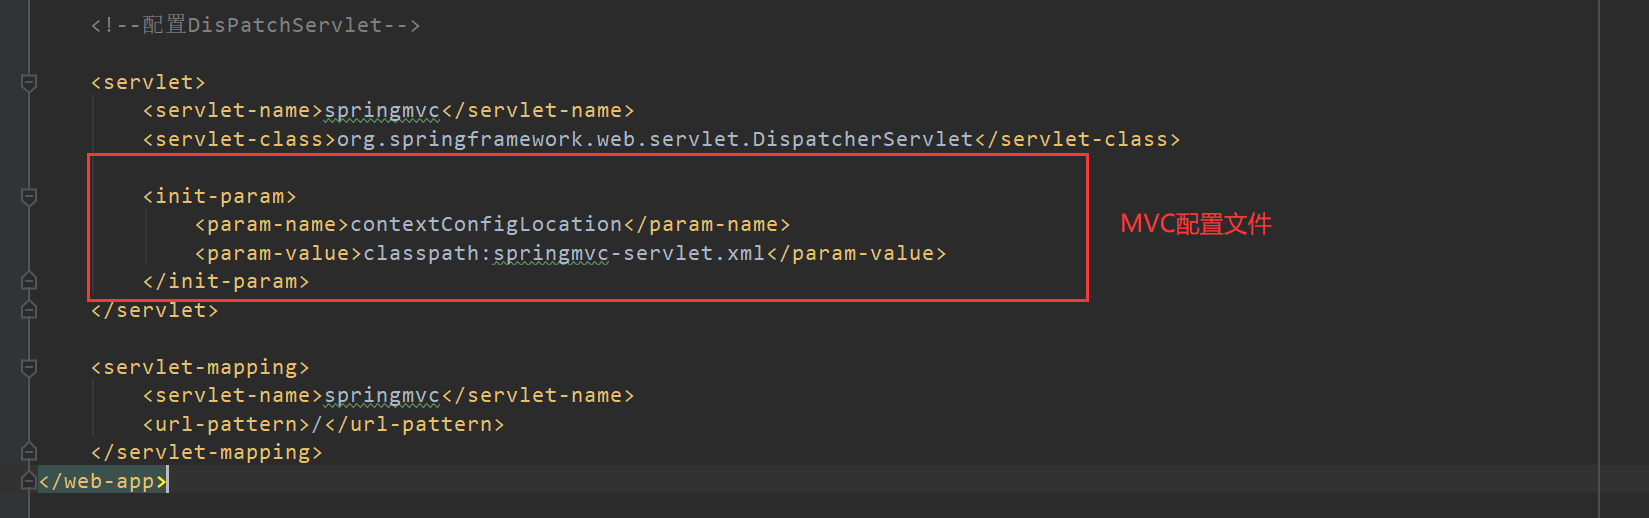 <!--配置DisPatchServlet-->
<servlet>
<servlet-name>springmvc</servlet-name>
<servlet-class>org.springframework.web.servlet.DispatcherServlet</servlet-class>
<init-param>
<param-name>contextConfigLocation</param-name>
MVC配置文件
<param-value>classpath:springmvc-servlet.xml</param-value>
</init-param>
</servlet>
<servlet-mapping>
<servlet-name>springmvc</servlet-name>
<url-pattern>/</url-pattern>
</servlet-mapping>
</web-app>